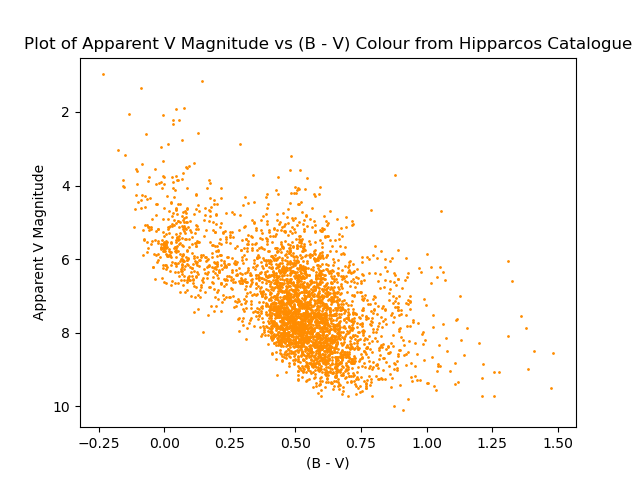 Plot of Apparent V Magnitude vs (B - V) Colour from Hipparcos Catalogue
2
4
6
8
10
Apparent V Magnitude
−0.25 0.00 0.25 0.50 0.75 1.00 1.25 1.50
(B - V)